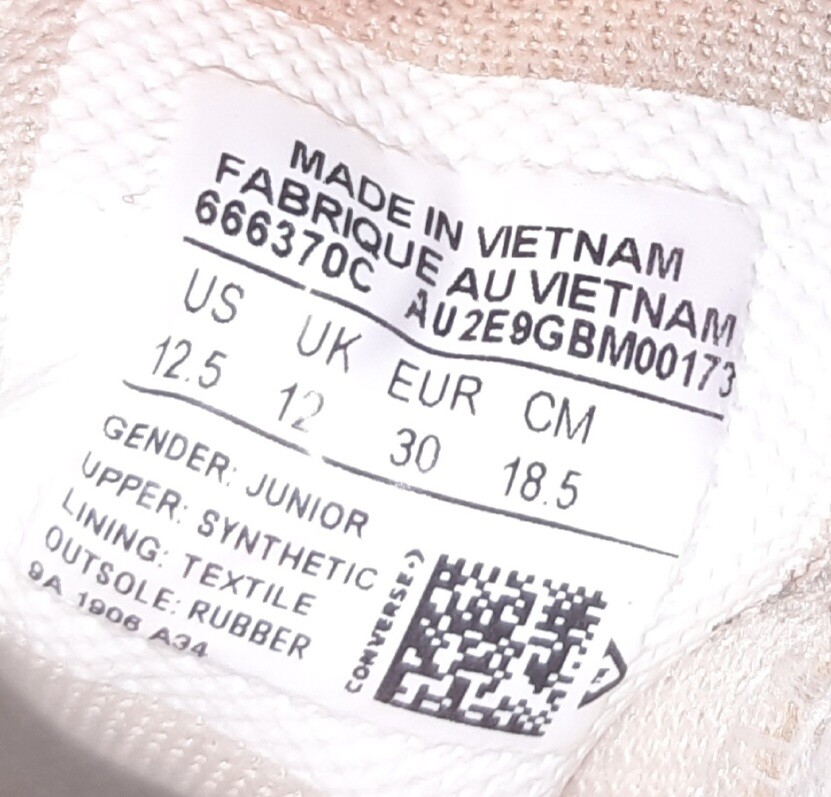 MADE IN VIETNAM
FABRIQUE AU VIETNAM
666370C AU2E9GBM00173
US UK EUR CM
12.5 12 30 18.5
GENDER: JUNIOR
UPPER: SYNTHETIC
LINING: TEXTILE
OUTSOLE: RUBBER
9A 1906 A34
CONVERSE